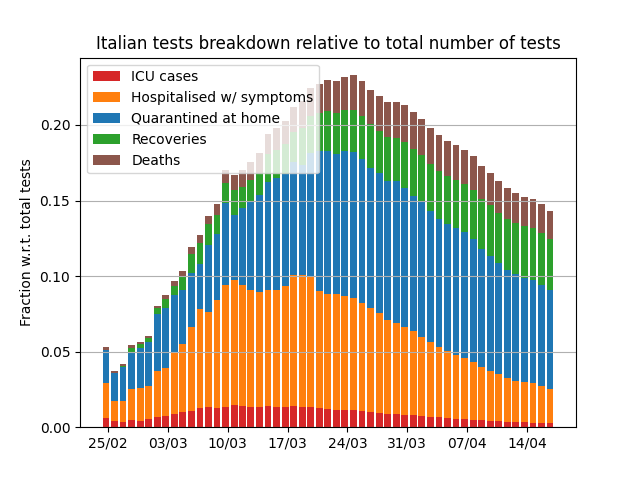 Italian tests breakdown relative to total number of tests
ICU cases
Hospitalised w/ symptoms
Quarantined at home
Recoveries
Deaths
Fraction w.r.t. total tests
0.20
0.15
0.10
0.05
0.00
25/02 03/03 10/03 17/03 24/03 31/03 07/04 14/04